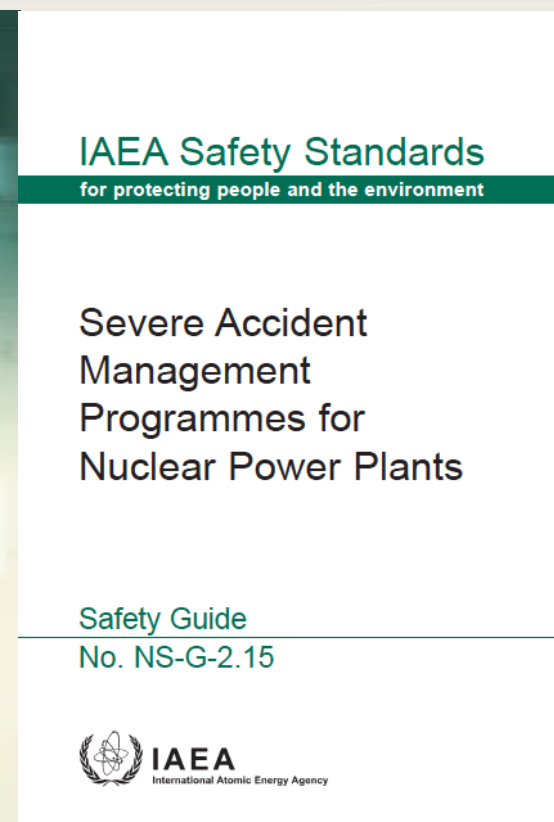 IAEA Safety Standards
for protecting people and the environment
Severe Accident
Management
Programmes for
Nuclear Power Plants
Safety Guide
No. NS-G-2.15
IAEA
International Atomic Energy Agency